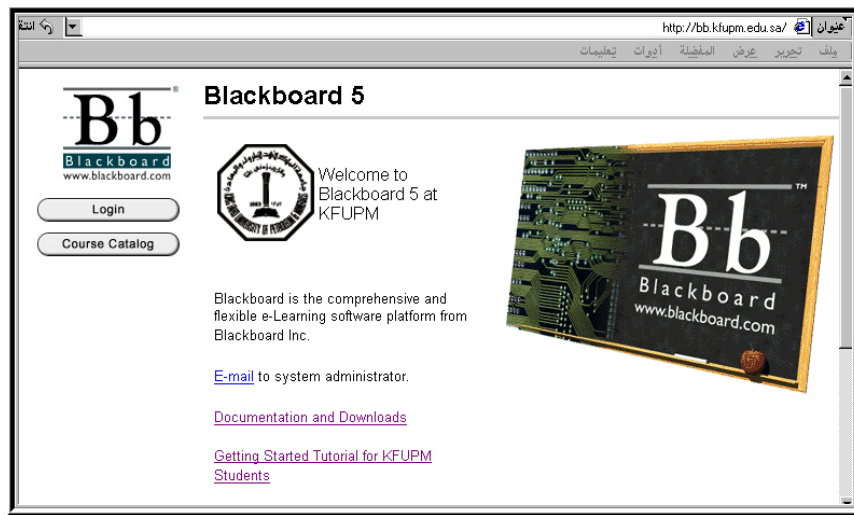 عنوان http://bb.kfupm.edu.sa/ انتق
ملف تحرير عرض المفضلة أدوات تعليمات
Bb®
Blackboard
www.blackboard.com
Login
Course Catalog
Blackboard 5
Welcome to
Blackboard 5 at
KFUPM
Blackboard is the comprehensive and
flexible e-Learning software platform from
Blackboard Inc.
E-mail to system administrator.
Documentation and Downloads
Getting Started Tutorial for KFUPM
Students
Bb™
Blackboard
www.blackboard.com